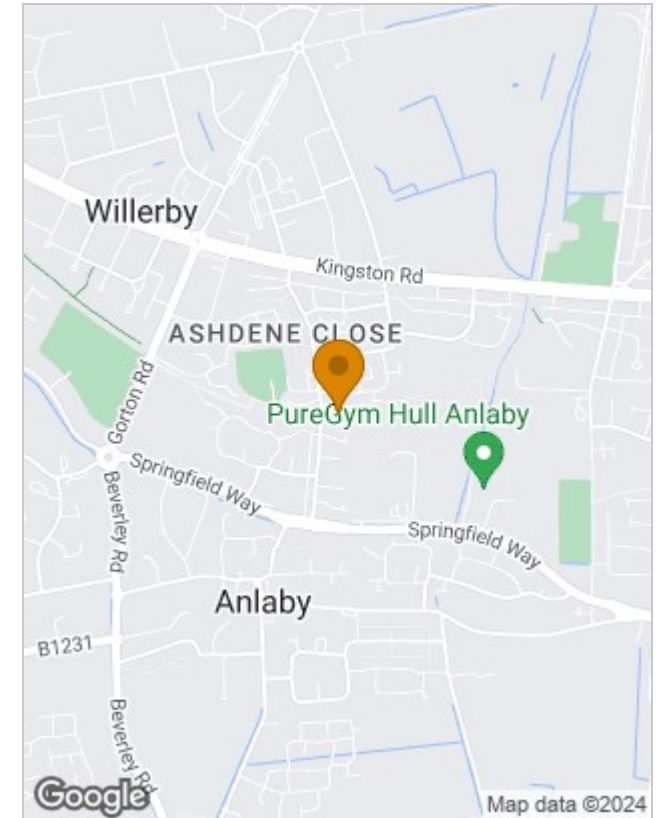 Willerby
Kingston Rd
ASHDENE CLOSE
Gorton Rd
PureGym Hull Anlaby
Springfield Way
Beverley Rd
Springfield Way
Anlaby
B1231
Beverley Rd
Google
Map data ©2024